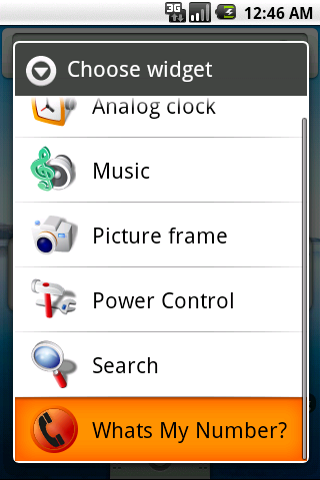 3G
12:46 AM
Choose widget
Analog clock
Music
Picture frame
Power Control
Search
Whats My Number?